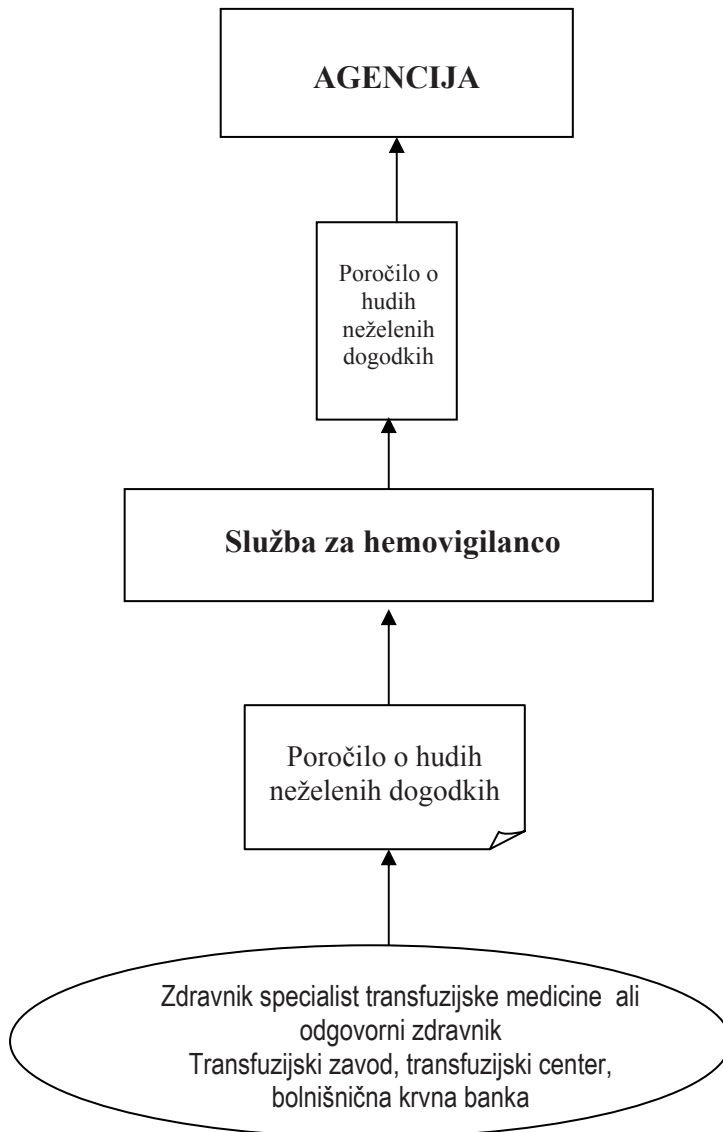 AGENCIJA
Poročilo o
hudih
neželenih
dogodkih
Služba za hemovigilanco
Poročilo o hudih
neželenih dogodkih
Zdravnik specialist transfuzijske medicine ali
odgovorni zdravnik
Transfuzijski zavod, transfuzijski center,
bolnišnična krvna banka